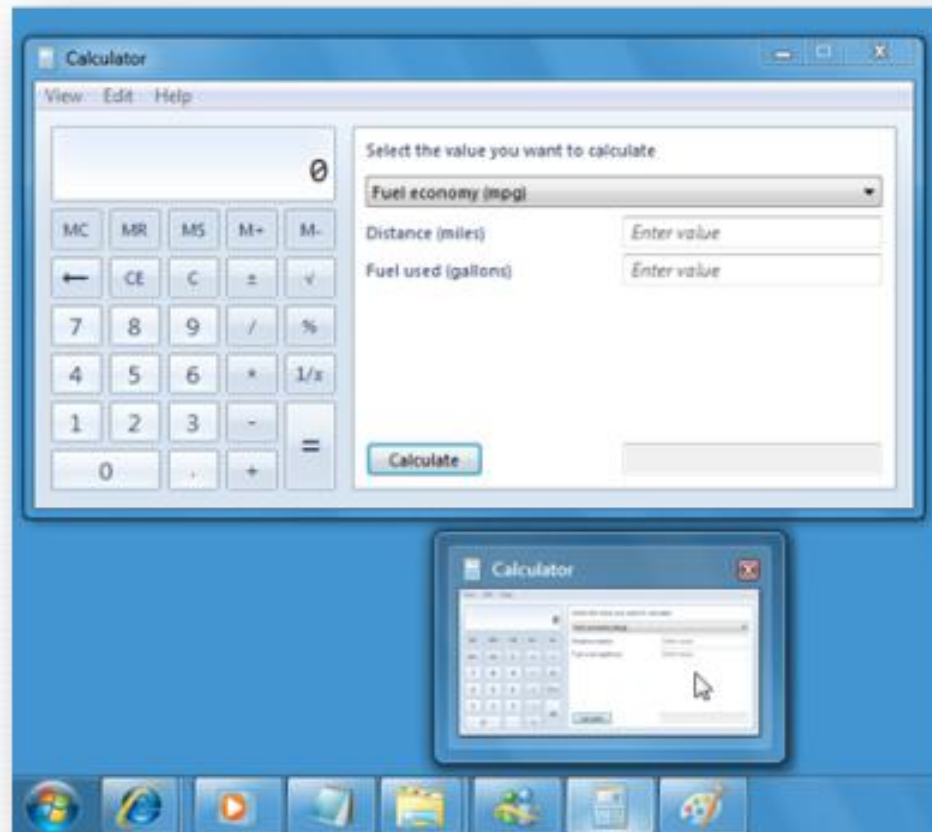 Calculator
View Edit Help
0
Select the value you want to calculate
Fuel economy (mpg)
MC MR MS M+ M-
Distance (miles) Enter value
← CE C ± √
Fuel used (gallons) Enter value
7 8 9 / %
4 5 6 * 1/x
1 2 3 - =
0 . +
Calculate
Calculator